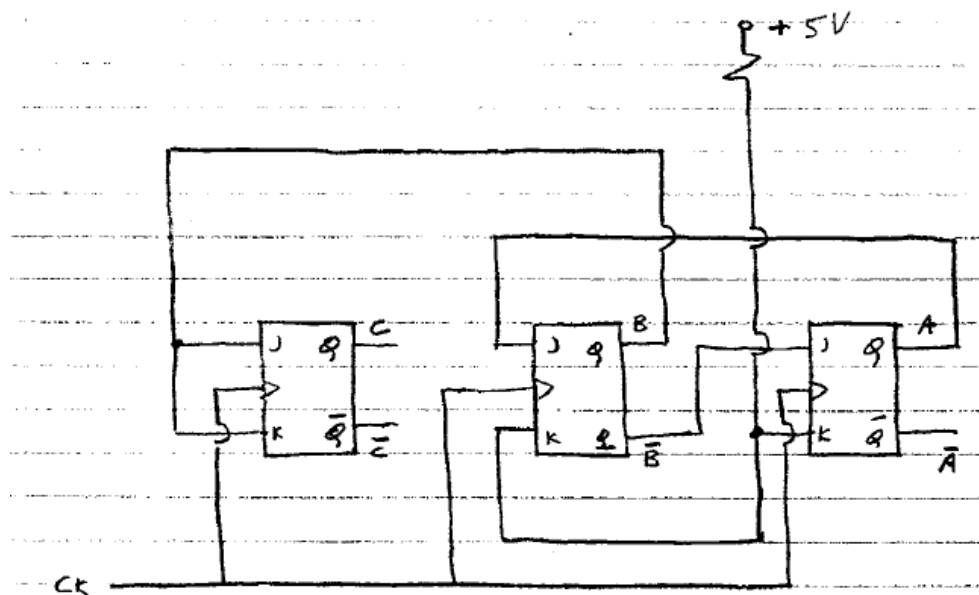 + 5V
C B A
J Q J Q J Q
K Q̅ K Q K Q̅
C̅ B̅ A̅
CK